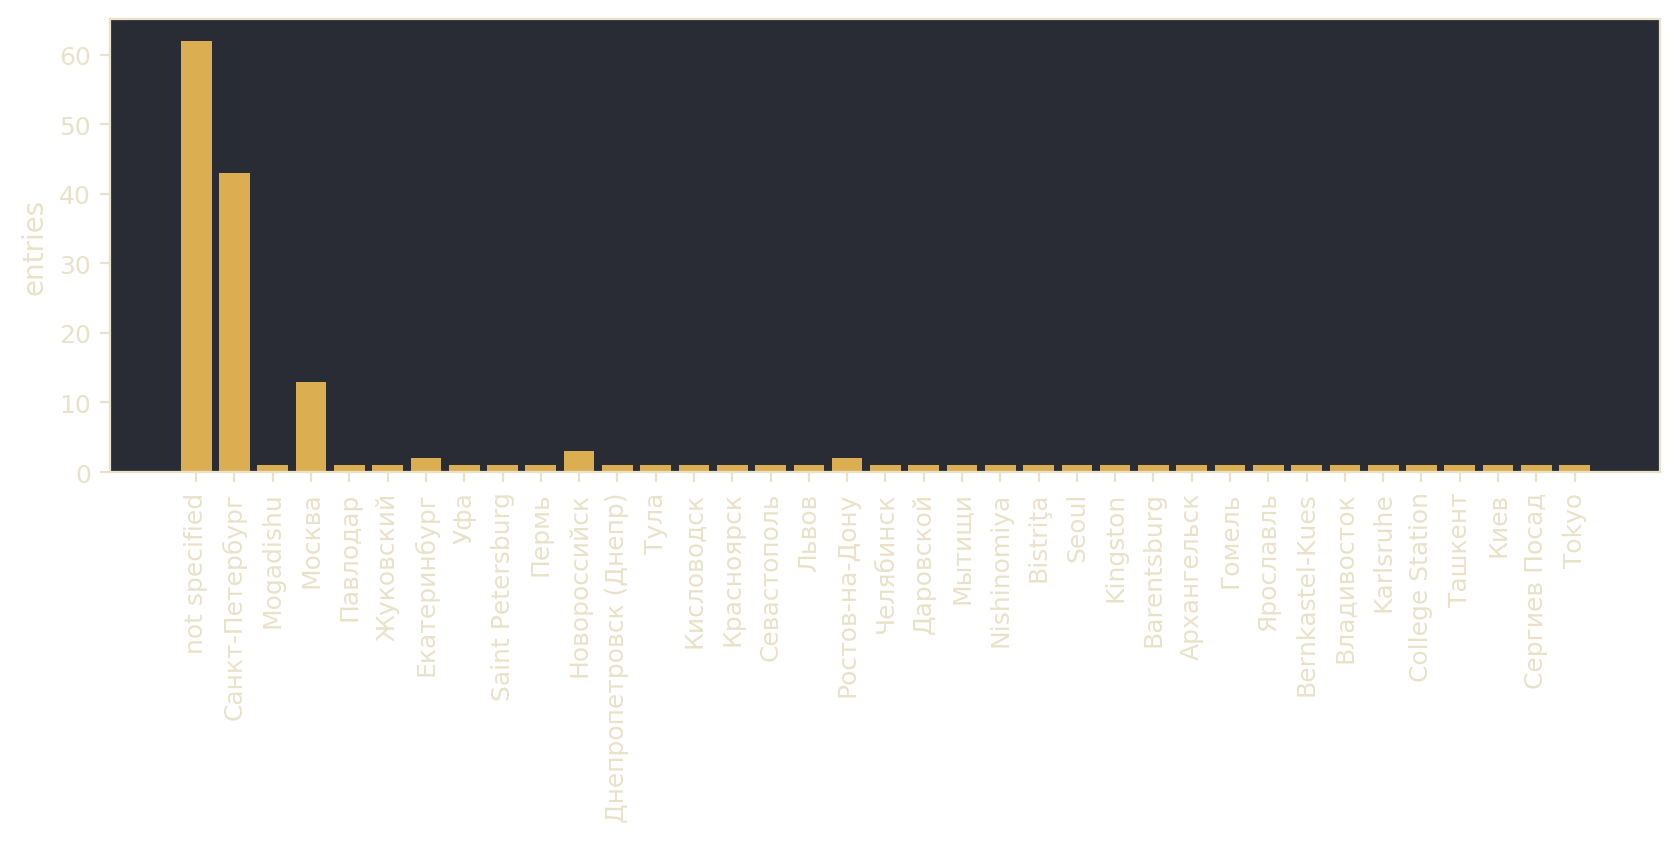 entries
60
50
40
30
20
10
0
not specified
Санкт-Петербург
Mogadishu
Москва
Павлодар
Жуковский
Екатеринбург
Уфа
Saint Petersburg
Пермь
Новороссийск
Днепропетровск (Днепр)
Тула
Кисловодск
Красноярск
Севастополь
Львов
Ростов-на-Дону
Челябинск
Даровской
Мытищи
Nishinomiya
Bistriţa
Seoul
Kingston
Barentsburg
Архангельск
Гомель
Ярославль
Bernkastel-Kues
Владивосток
Karlsruhe
College Station
Ташкент
Киев
Сергиев Посад
Tokyo